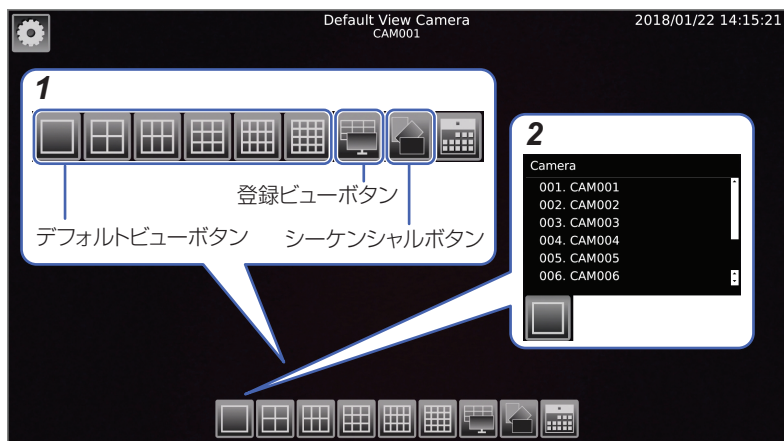 Default View Camera
CAM001
2018/01/22 14:15:21
1
登録ビューボタン
デフォルトビューボタン
シーケンシャルボタン
2
Camera
001. CAM001
002. CAM002
003. CAM003
004. CAM004
005. CAM005
006. CAM006